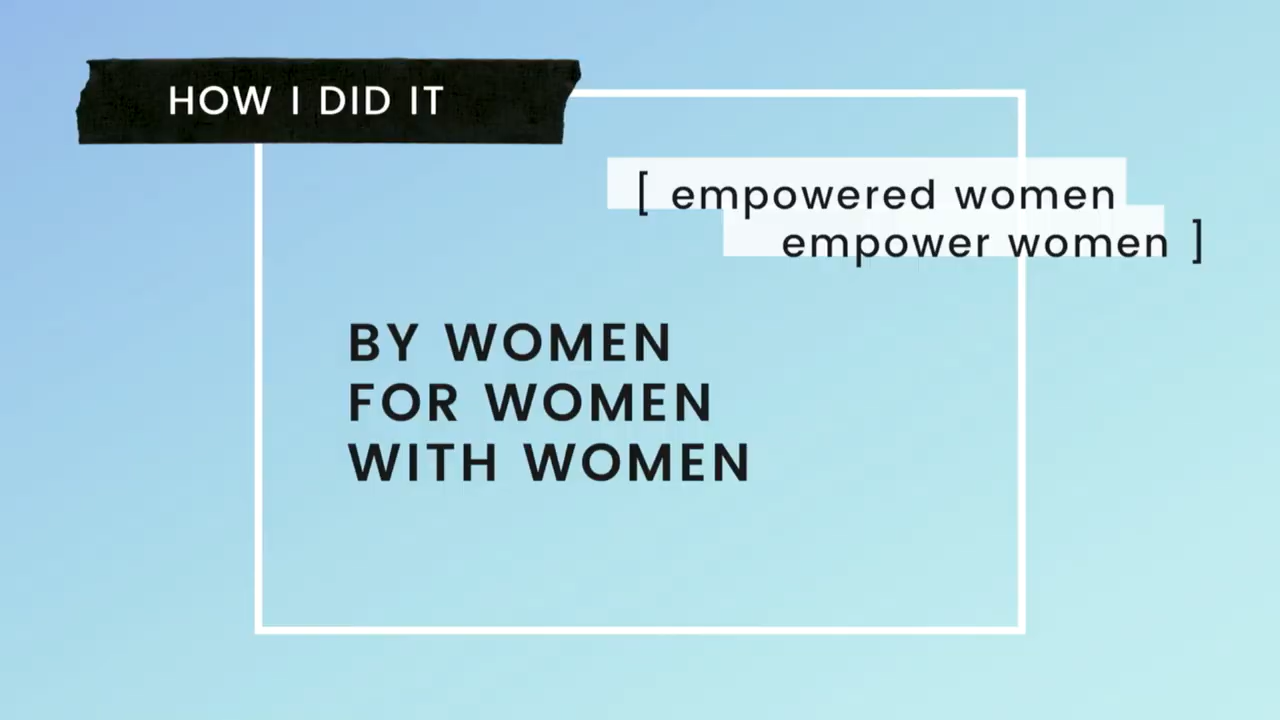 HOW I DID IT
[ empowered women
empower women ]
BY WOMEN
FOR WOMEN
WITH WOMEN